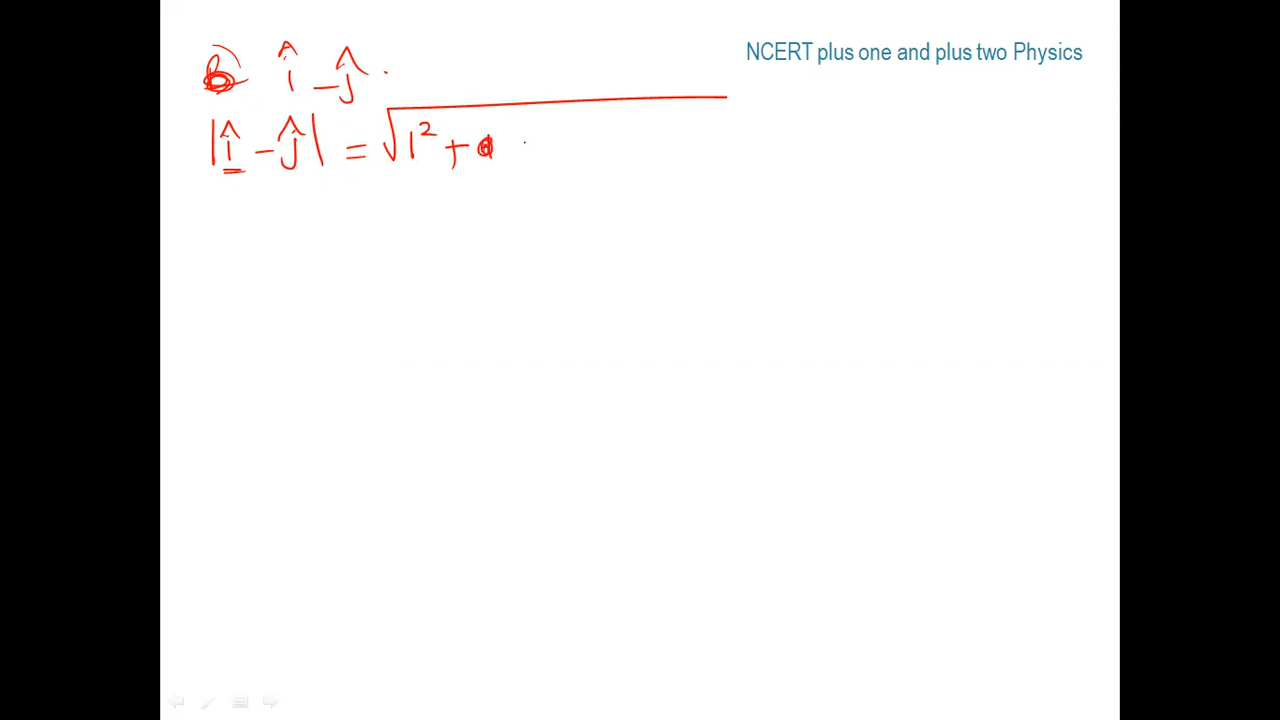 NCERT plus one and plus two Physics
î - ĵ .
|î - ĵ| = √1² +